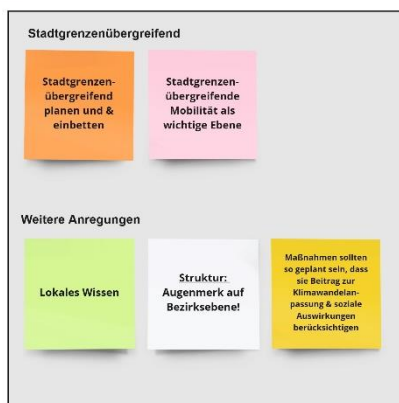 Stadtgrenzenübergreifend
Stadtgrenzen-
übergreifend
planen und &
einbetten
Stadtgrenzen-
übergreifende
Mobilität als
wichtige Ebene
Weitere Anregungen
Lokales Wissen
Struktur:
Augenmerk auf
Bezirksebene!
Maßnahmen sollten
so geplant sein, dass
sie Beitrag zur
Klimawandelan-
passung & soziale
Auswirkungen
berücksichtigen